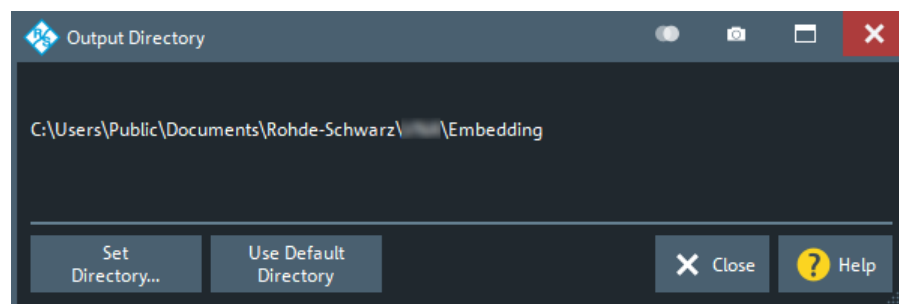 R&S Output Directory
C:\Users\Public\Documents\Rohde-Schwarz\ \Embedding
Set
Directory...
Use Default
Directory
Close
? Help